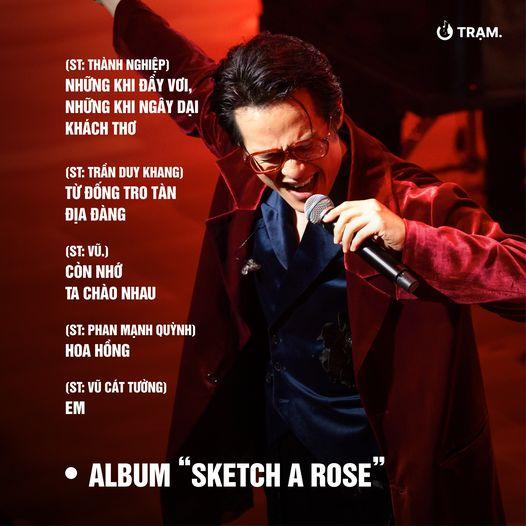 TRẠM.
(ST: THÀNH NGHIỆP)
NHỮNG KHI ĐẦY VƠI,
NHỮNG KHI NGÂY DẠI
KHÁCH THƠ
(ST: TRẦN DUY KHANG)
TỪ ĐỐNG TRO TÀN
ĐỊA ĐÀNG
(ST: VŨ.)
CÒN NHỚ
TA CHÀO NHAU
(ST: PHAN MẠNH QUỲNH)
HOA HỒNG
(ST: VŨ CÁT TƯỜNG)
EM
• ALBUM “SKETCH A ROSE”